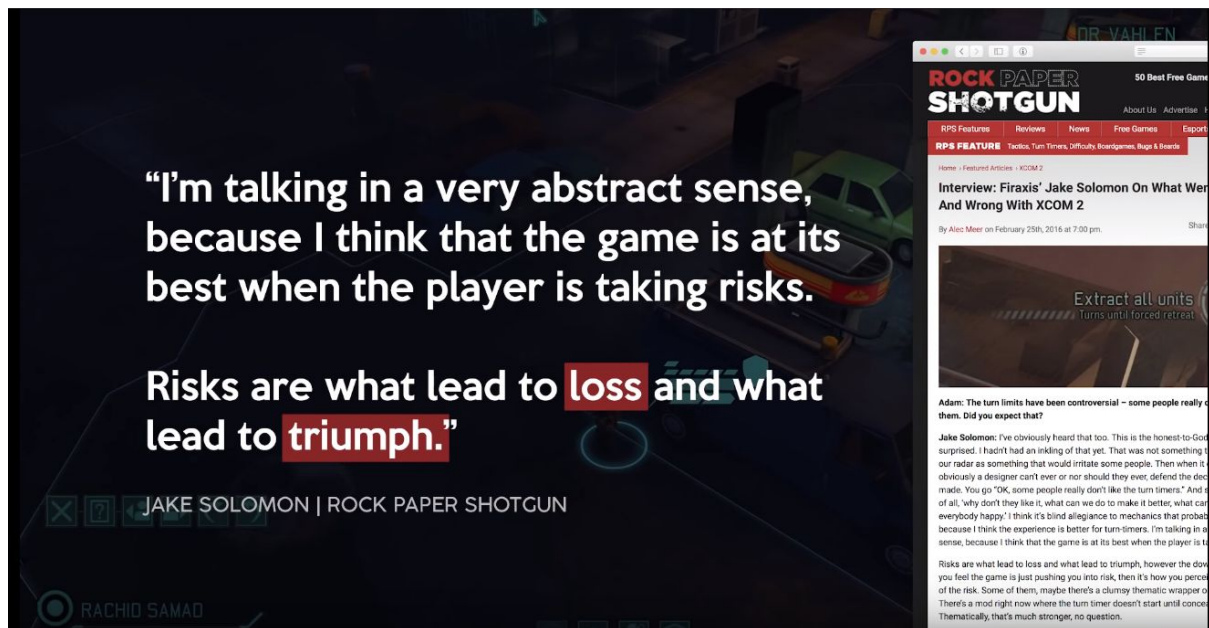 DR VAHLEN
“I’m talking in a very abstract sense,
because I think that the game is at its
best when the player is taking risks.
Risks are what lead to loss and what
lead to triumph.”
JAKE SOLOMON | ROCK PAPER SHOTGUN
RACHID SAMAD
ROCK PAPER
SHOTGUN
50 Best Free Game
About Us Advertise
RPS Features Reviews News Free Games Esport
RPS FEATURE Tactics, Turn Timers, Difficulty, Boardgames, Bugs & Beards
Home › Featured Articles › XCOM 2
Interview: Firaxis’ Jake Solomon On What Wer
And Wrong With XCOM 2
By Alec Meer on February 25th, 2016 at 7:00 pm.
Shar
Extract all units
Turns until forced retreat
Adam: The turn limits have been controversial – some people really
them. Did you expect that?
Jake Solomon: I've obviously heard that too. This is the honest-to-God
surprised. I hadn't had an inkling of that yet. That was not something
our radar as something that would irritate some people. Then when it
obviously a designer can't ever or nor should they ever, defend the dec
made. You go "OK, some people really don't like the turn timers." And
of all, 'why don't they like it, what can we do to make it better, what can
everybody happy.' I think it's blind allegiance to mechanics that probab
because I think the experience is better for turn-timers. I'm talking in a
sense, because I think that the game is at its best when the player is
Risks are what lead to loss and what lead to triumph, however the dow
you feel the game is just pushing you into risk, then it's how you percei
of the risk. Some of them, maybe there's a clumsy thematic wrapper o
There's a mod right now where the turn timer doesn't start until concea
Thematically, that's much stronger, no question.